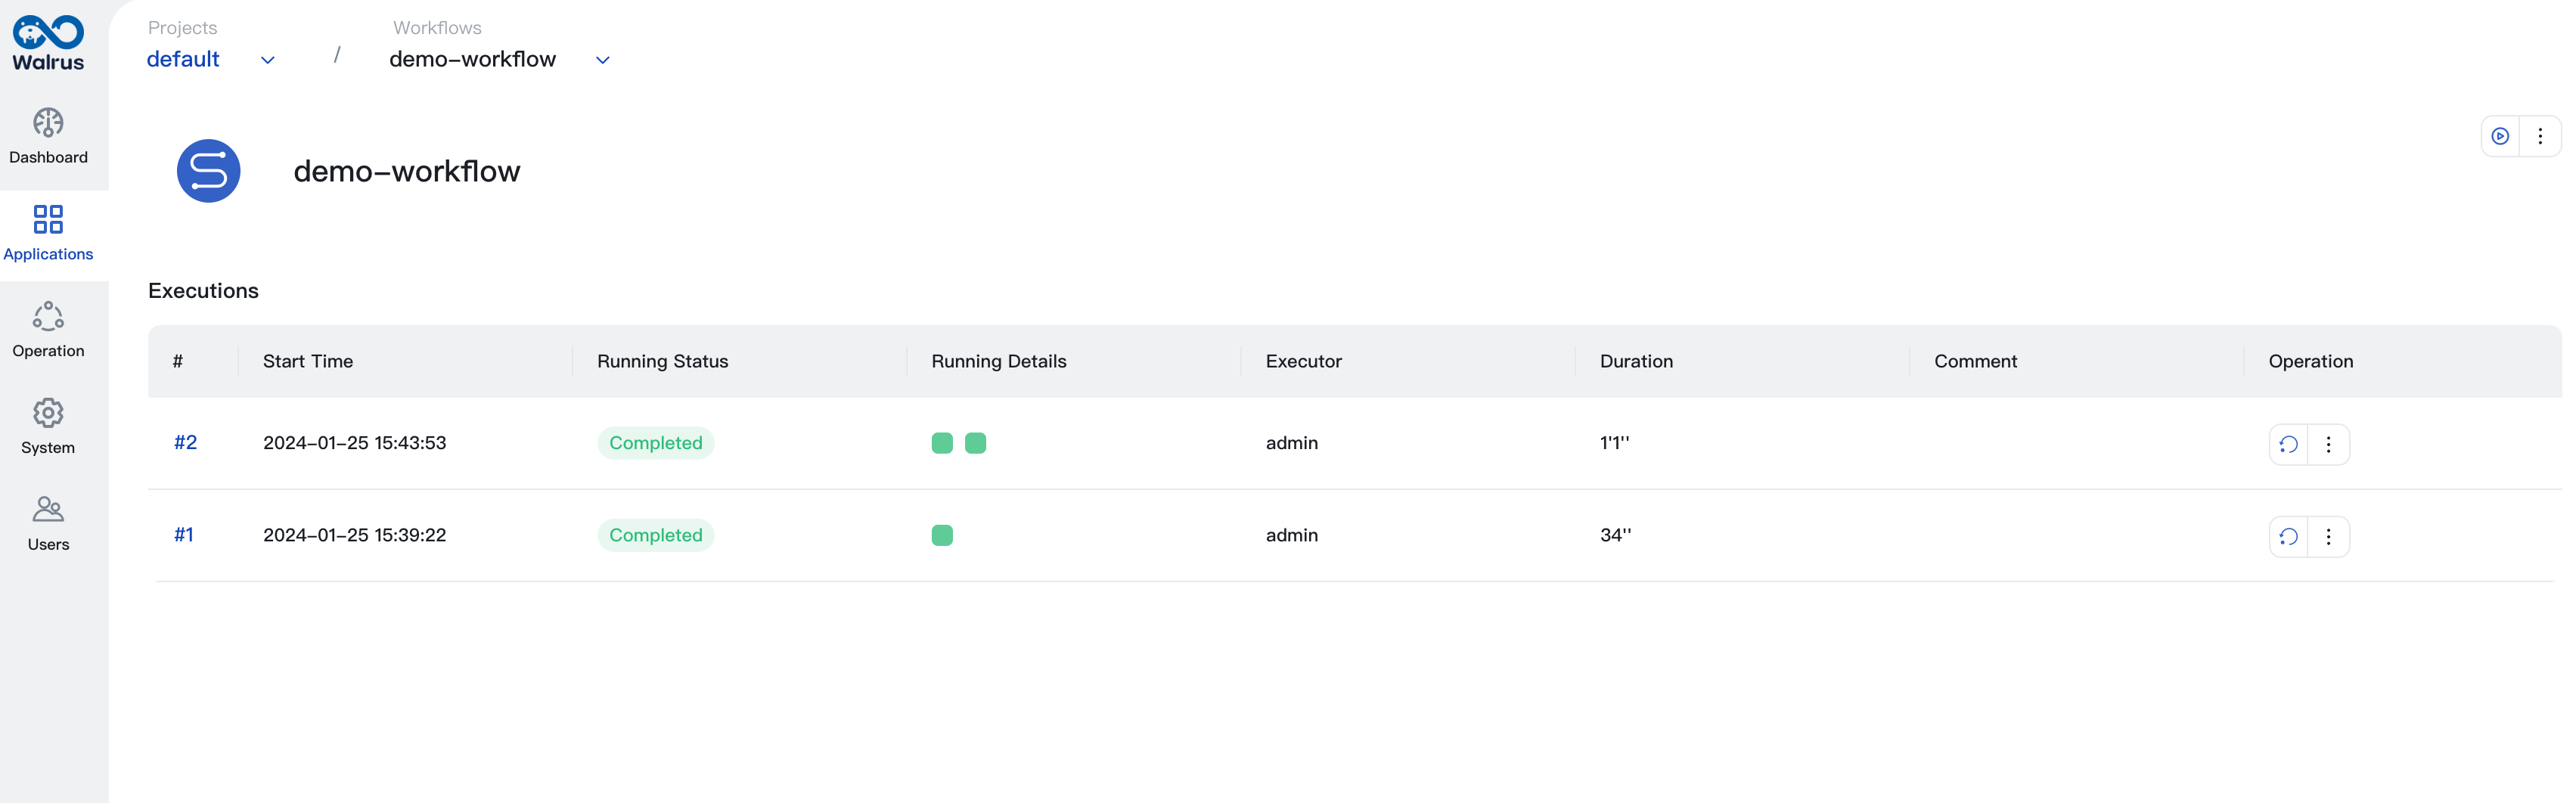 Walrus
Dashboard
Applications
Operation
System
Users
Projects
default
/
Workflows
demo-workflow
demo-workflow
Executions
# Start Time Running Status Running Details Executor Duration Comment Operation
#2 2024-01-25 15:43:53 Completed admin 1'1''
#1 2024-01-25 15:39:22 Completed admin 34''